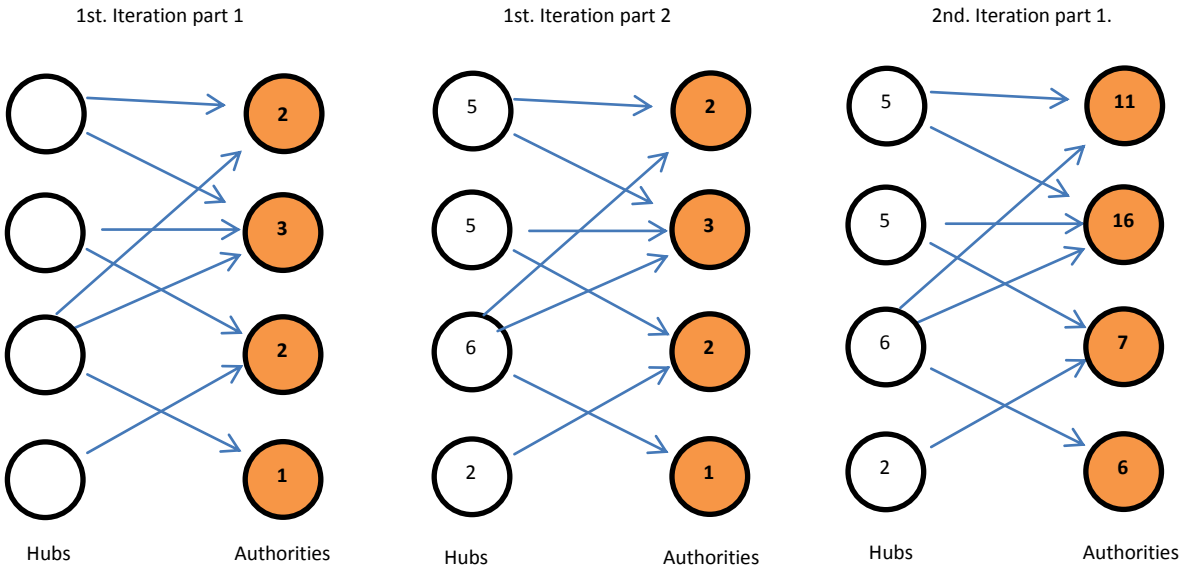 1st. Iteration part 1
2
3
2
1
Hubs
Authorities
1st. Iteration part 2
5
2
5
3
6
2
2
1
Hubs
Authorities
2nd. Iteration part 1.
5
11
5
16
6
7
2
6
Hubs
Authorities